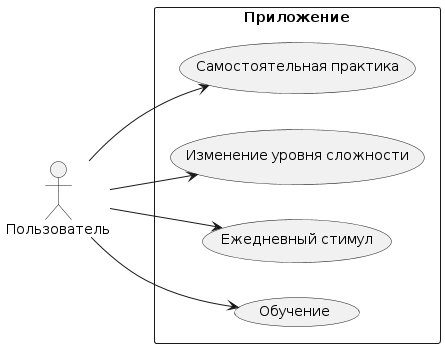 Приложение
Самостоятельная практика
Изменение уровня сложности
Пользователь
Ежедневный стимул
Обучение